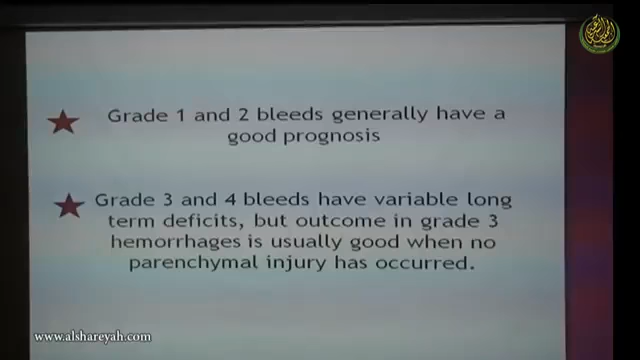 Grade 1 and 2 bleeds generally have a
good prognosis
Grade 3 and 4 bleeds have variable long
term deficits, but outcome in grade 3
hemorrhages is usually good when no
parenchymal injury has occurred.
www.alshareyah.com